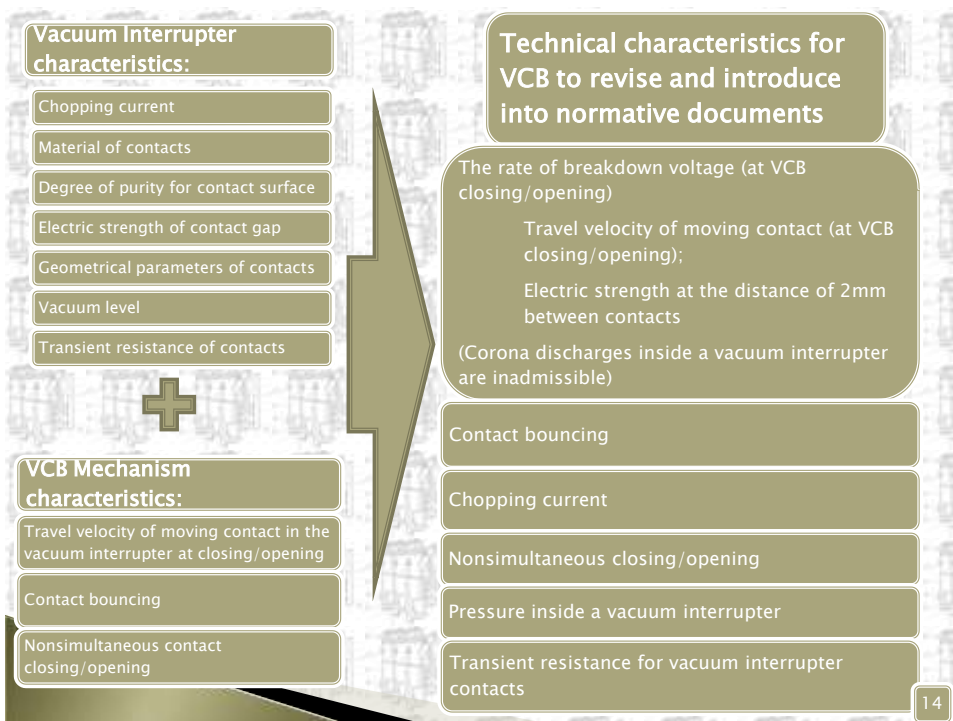 Vacuum Interrupter
characteristics:
Chopping current
Material of contacts
Degree of purity for contact surface
Electric strength of contact gap
Geometrical parameters of contacts
Vacuum level
Transient resistance of contacts
VCB Mechanism
characteristics:
Travel velocity of moving contact in the
vacuum interrupter at closing/opening
Contact bouncing
Nonsimultaneous contact
closing/opening
Technical characteristics for
VCB to revise and introduce
into normative documents
The rate of breakdown voltage (at VCB
closing/opening)
Travel velocity of moving contact (at VCB
closing/opening);
Electric strength at the distance of 2mm
between contacts
(Corona discharges inside a vacuum interrupter
are inadmissible)
Contact bouncing
Chopping current
Nonsimultaneous closing/opening
Pressure inside a vacuum interrupter
Transient resistance for vacuum interrupter
contacts
14